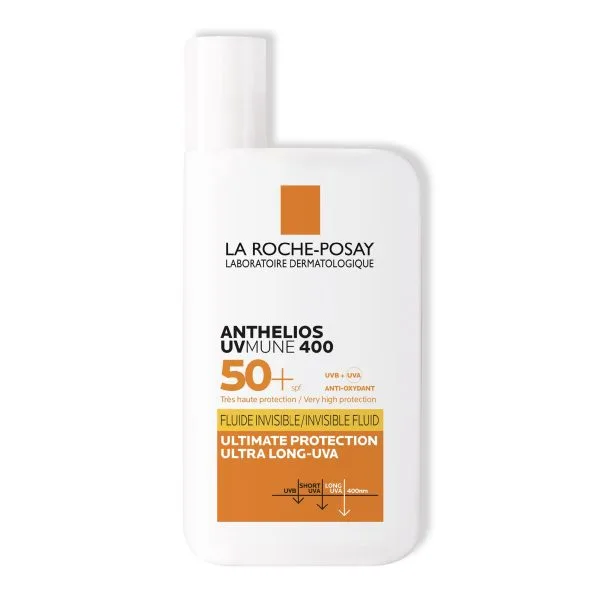 LA ROCHE-POSAY
LABORATOIRE DERMATOLOGIQUE
ANTHELIOS
UVMUNE 400
50+ spf
UVB + UVA
ANTI-OXYDANT
Très haute protection / Very high protection
FLUIDE INVISIBLE/INVISIBLE FLUID
ULTIMATE PROTECTION
ULTRA LONG-UVA
UVB
SHORT UVA
LONG UVA
400nm